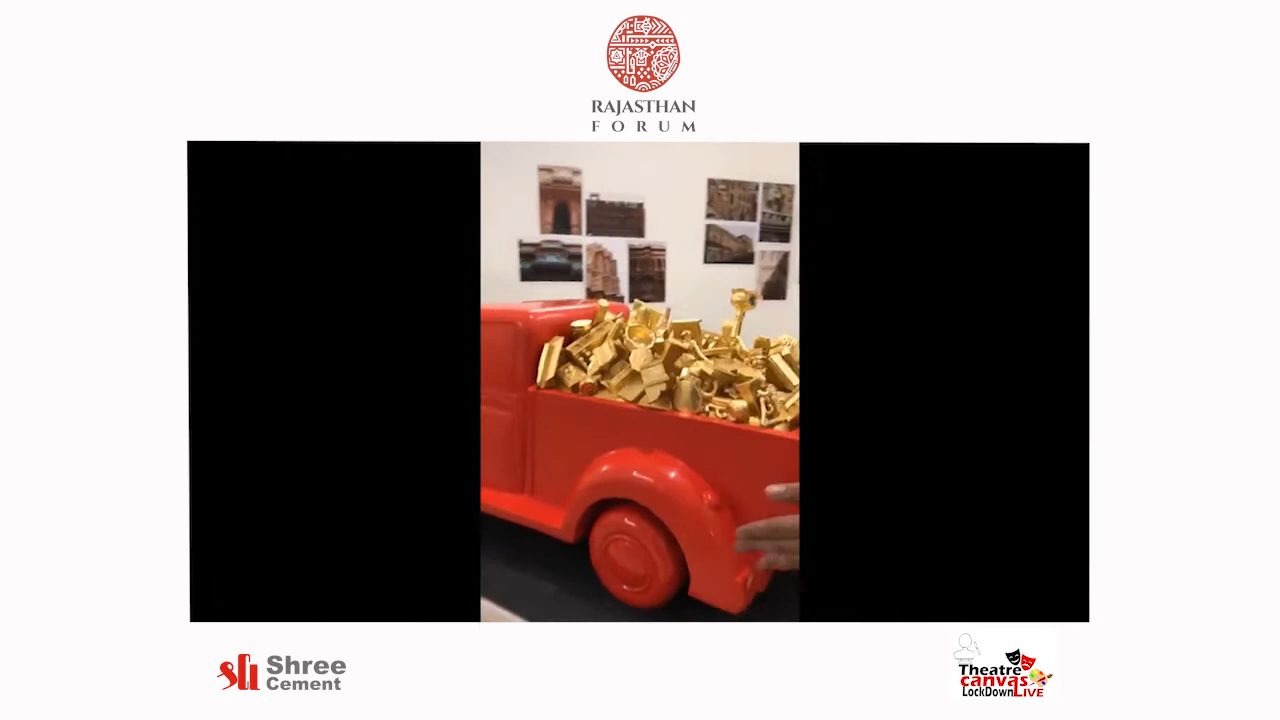 RAJASTHAN
FORUM
Shree
Cement
Theatre
canvas
LockDown LIVE